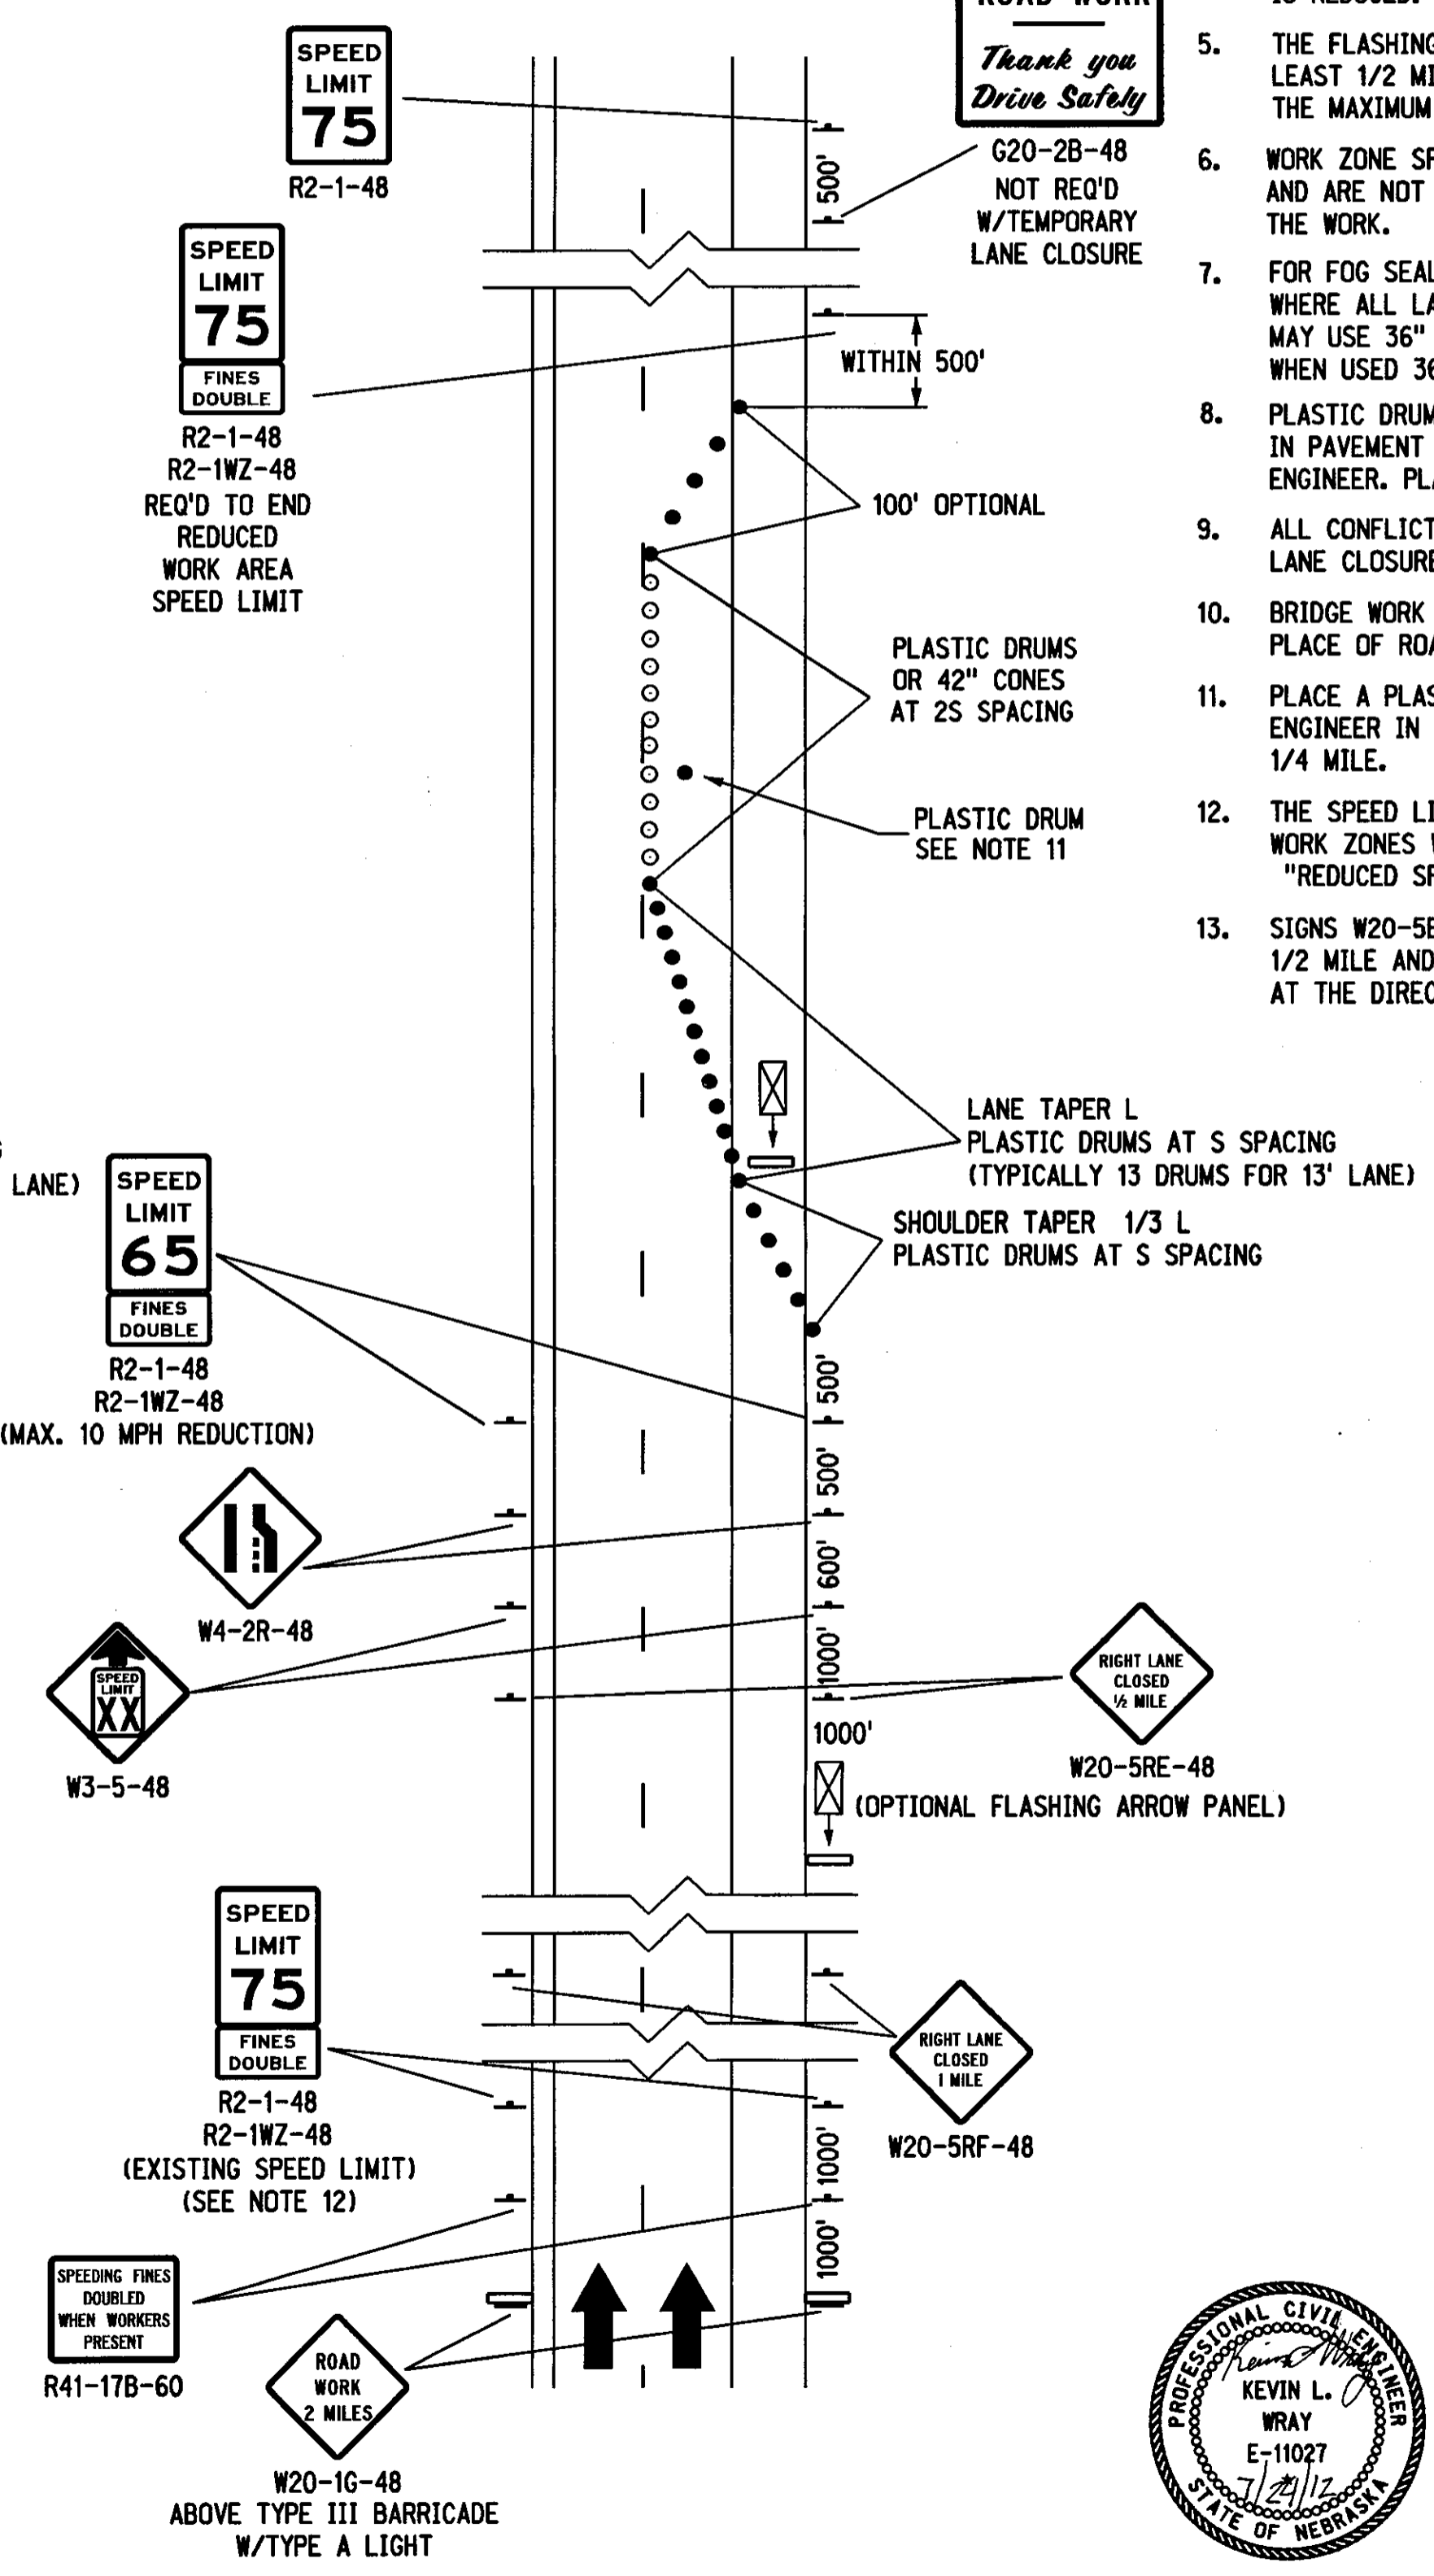 SPEED
LIMIT
75
R2-1-48
SPEED
LIMIT
75
FINES
DOUBLE
R2-1-48
R2-1WZ-48
REQ'D TO END
REDUCED
WORK AREA
SPEED LIMIT
ROAD WORK
Thank you
Drive Safely
G20-2B-48
NOT REQ'D
W/TEMPORARY
LANE CLOSURE
500'
WITHIN 500'
100' OPTIONAL
PLASTIC DRUMS
OR 42" CONES
AT 2S SPACING
PLASTIC DRUM
SEE NOTE 11
IS REDUCED.
5. THE FLASHING
LEAST 1/2 MI
THE MAXIMUM
6. WORK ZONE SP
AND ARE NOT
THE WORK.
7. FOR FOG SEAL
WHERE ALL LA
MAY USE 36"
WHEN USED 36
8. PLASTIC DRUM
IN PAVEMENT
ENGINEER. PLA
9. ALL CONFLICT
LANE CLOSURE
10. BRIDGE WORK
PLACE OF ROA
11. PLACE A PLAS
ENGINEER IN
1/4 MILE.
12. THE SPEED LI
WORK ZONES W
"REDUCED SP
13. SIGNS W20-5E
1/2 MILE AND
AT THE DIREC
LANE TAPER L
PLASTIC DRUMS AT S SPACING
(TYPICALLY 13 DRUMS FOR 13' LANE)
SHOULDER TAPER 1/3 L
PLASTIC DRUMS AT S SPACING
LANE)
SPEED
LIMIT
65
FINES
DOUBLE
R2-1-48
R2-1WZ-48
(MAX. 10 MPH REDUCTION)
500'
500'
600'
1000'
1000'
W4-2R-48
SPEED
LIMIT
XX
W3-5-48
RIGHT LANE
CLOSED
½ MILE
W20-5RE-48
(OPTIONAL FLASHING ARROW PANEL)
SPEED
LIMIT
75
FINES
DOUBLE
R2-1-48
R2-1WZ-48
(EXISTING SPEED LIMIT)
(SEE NOTE 12)
RIGHT LANE
CLOSED
1 MILE
W20-5RF-48
1000'
1000'
SPEEDING FINES
DOUBLED
WHEN WORKERS
PRESENT
R41-17B-60
ROAD
WORK
2 MILES
W20-1G-48
ABOVE TYPE III BARRICADE
W/TYPE A LIGHT
PROFESSIONAL CIVIL ENGINEER
KEVIN L.
WRAY
E-11027
7/24/12
STATE OF NEBRASKA